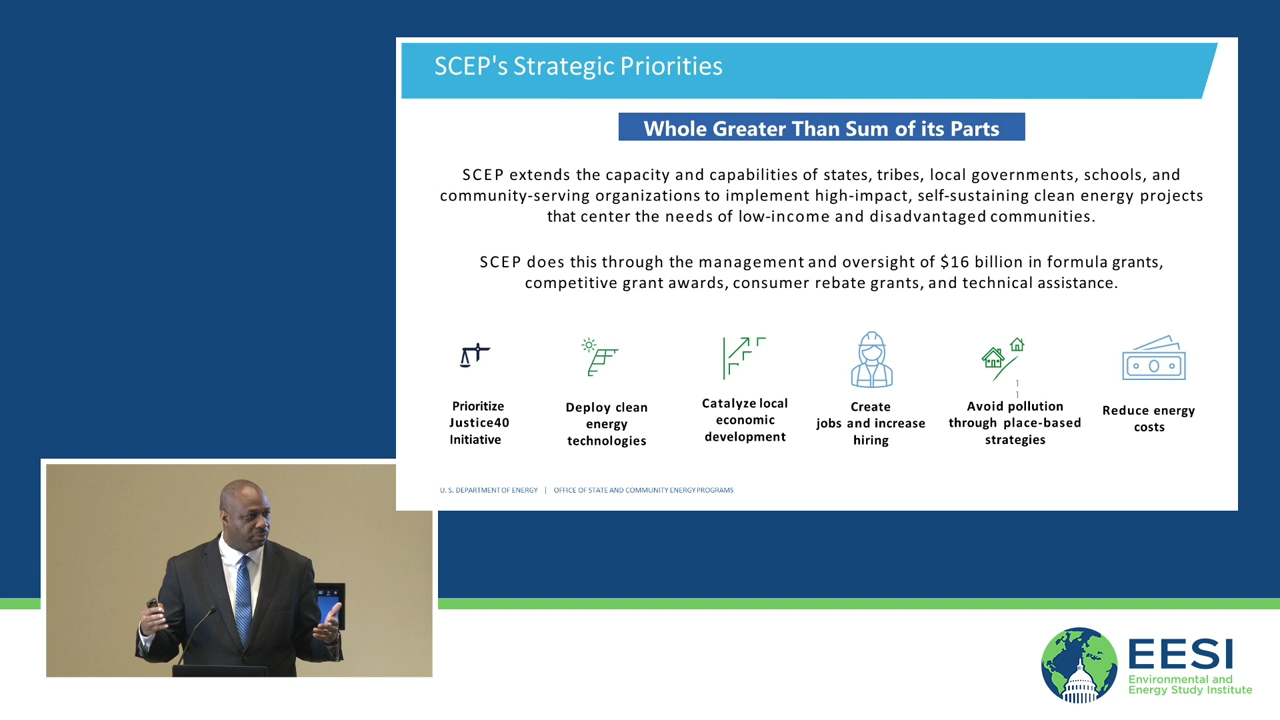 SCEP's Strategic Priorities
Whole Greater Than Sum of its Parts
SCEP extends the capacity and capabilities of states, tribes, local governments, schools, and
community-serving organizations to implement high-impact, self-sustaining clean energy projects
that center the needs of low-income and disadvantaged communities.
SCEP does this through the management and oversight of $16 billion in formula grants,
competitive grant awards, consumer rebate grants, and technical assistance.
Prioritize
Justice40
Initiative
Deploy clean
energy
technologies
Catalyze local
economic
development
Create
jobs and increase
hiring
1
1
Avoid pollution
through place-based
strategies
Reduce energy
costs
U. S. DEPARTMENT OF ENERGY | OFFICE OF STATE AND COMMUNITY ENERGY PROGRAMS
EESI
Environmental and
Energy Study Institute